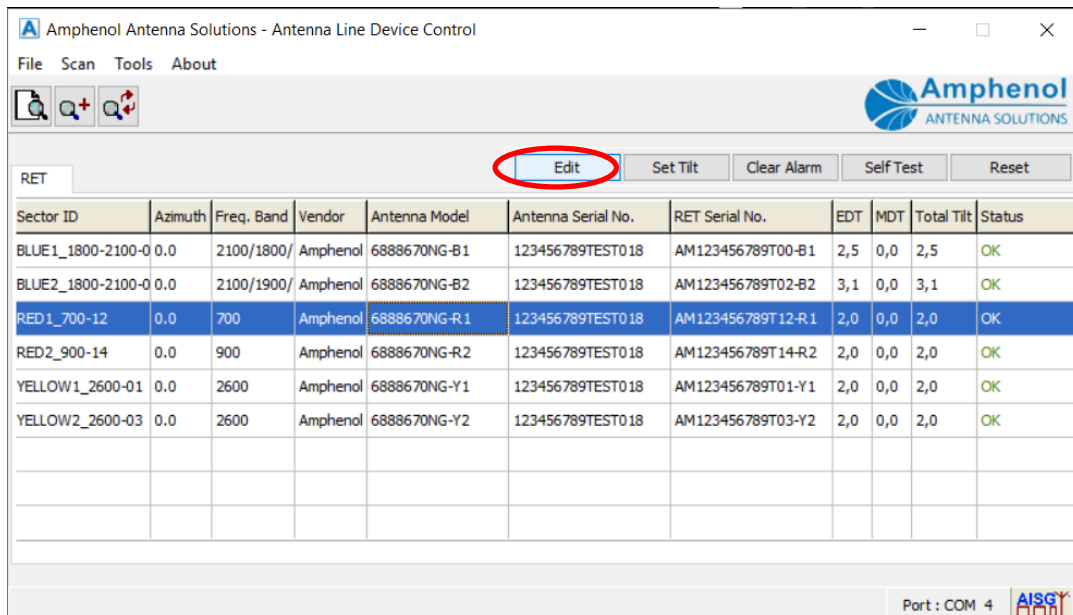 Amphenol Antenna Solutions - Antenna Line Device Control
File Scan Tools About
Amphenol
ANTENNA SOLUTIONS
Edit Set Tilt Clear Alarm Self Test Reset
RET
Sector ID Azimuth Freq. Band Vendor Antenna Model Antenna Serial No. RET Serial No. EDT MDT Total Tilt Status
BLUE1_1800-2100-0 0.0 2100/1800/ Amphenol 6888670NG-B1 123456789TEST018 AM123456789T00-B1 2,5 0,0 2,5 OK
BLUE2_1800-2100-0 0.0 2100/1900/ Amphenol 6888670NG-B2 123456789TEST018 AM123456789T02-B2 3,1 0,0 3,1 OK
RED1_700-12 0.0 700 Amphenol 6888670NG-R1 123456789TEST018 AM123456789T12-R1 2,0 0,0 2,0 OK
RED2_900-14 0.0 900 Amphenol 6888670NG-R2 123456789TEST018 AM123456789T14-R2 2,0 0,0 2,0 OK
YELLOW1_2600-01 0.0 2600 Amphenol 6888670NG-Y1 123456789TEST018 AM123456789T01-Y1 2,0 0,0 2,0 OK
YELLOW2_2600-03 0.0 2600 Amphenol 6888670NG-Y2 123456789TEST018 AM123456789T03-Y2 2,0 0,0 2,0 OK
Port : COM 4 AISG